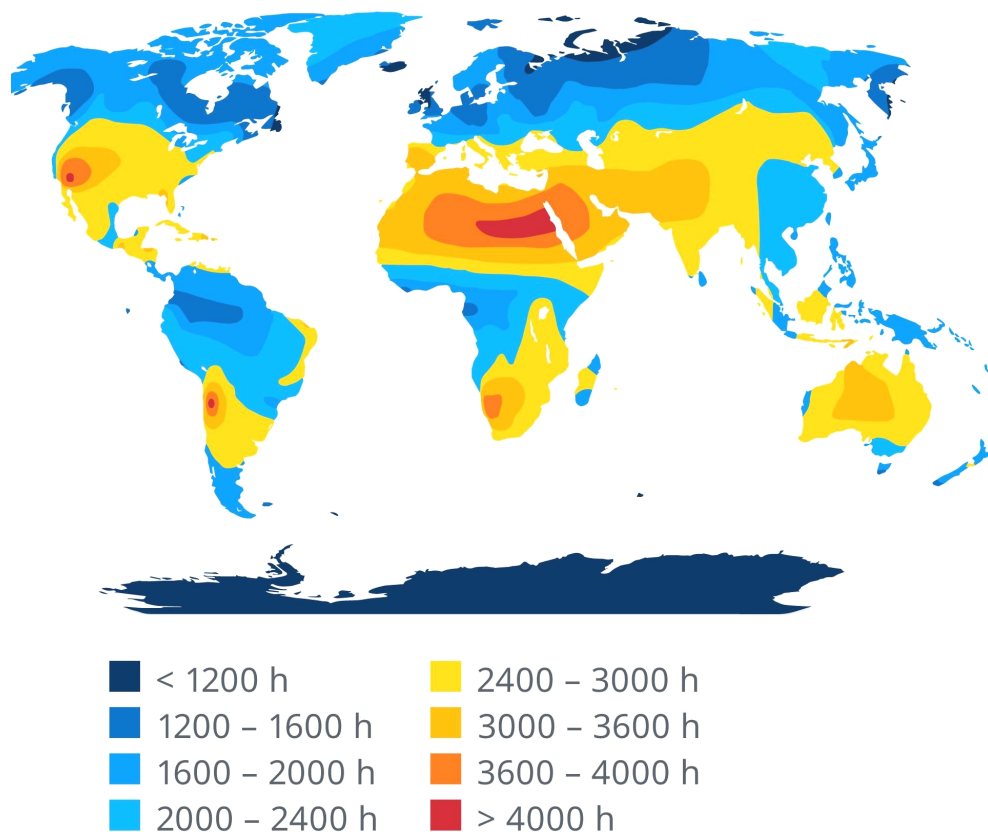 < 1200 h
1200 – 1600 h
1600 – 2000 h
2000 – 2400 h
2400 – 3000 h
3000 – 3600 h
3600 – 4000 h
> 4000 h